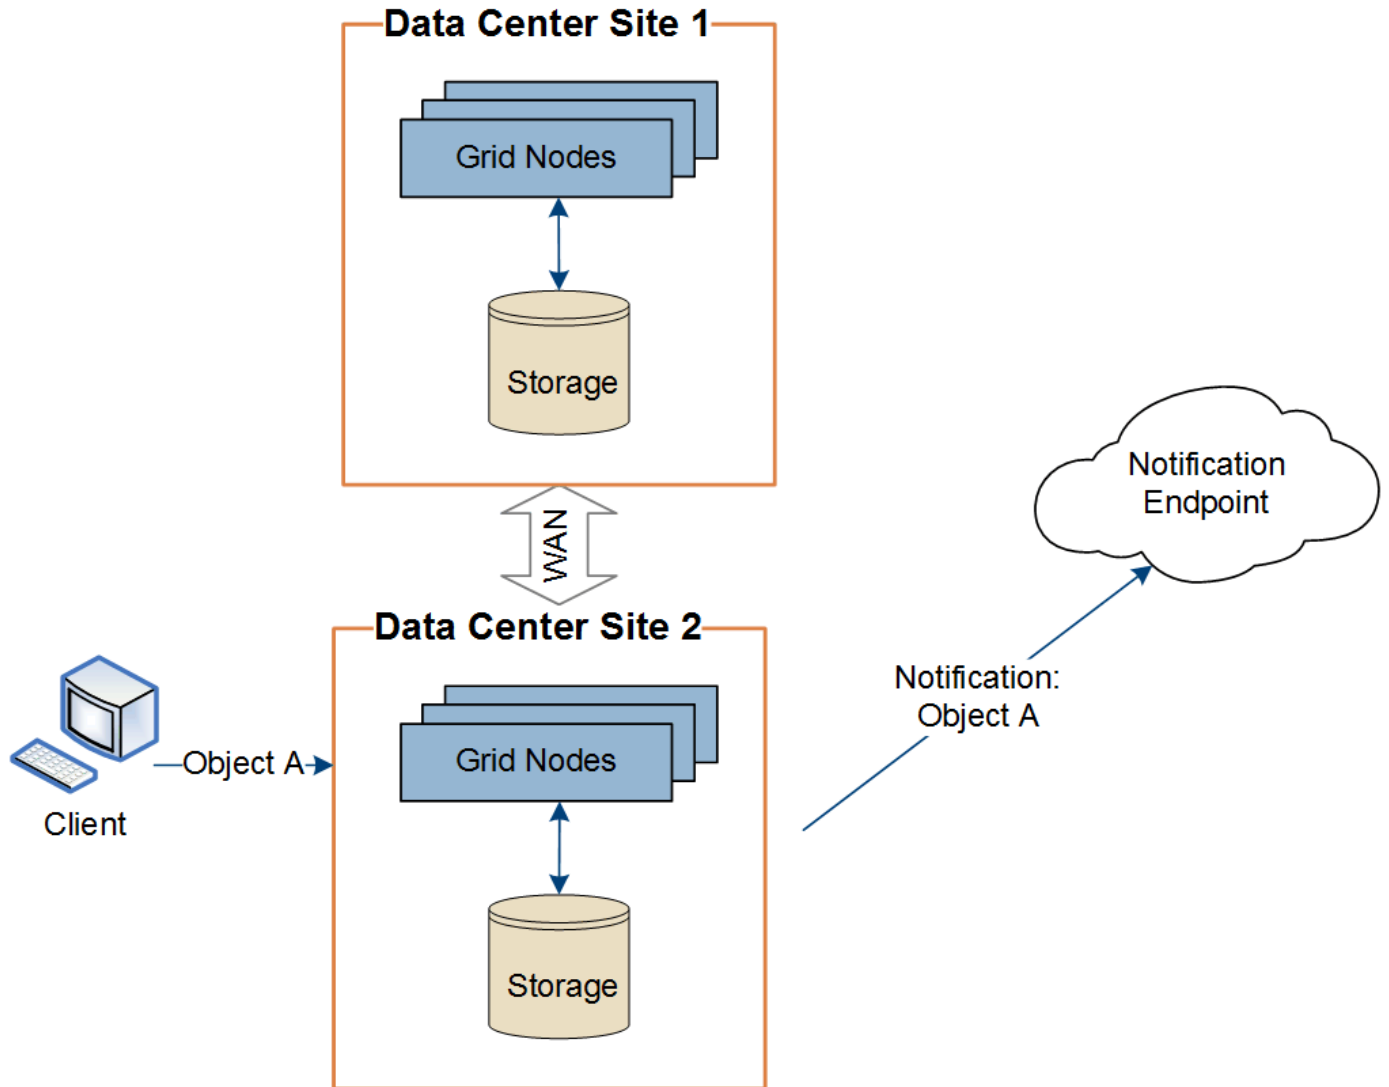 Data Center Site 1
Grid Nodes
Storage
WAN
Notification
Endpoint
Data Center Site 2
Notification:
Object A
Object A
Grid Nodes
Client
Storage